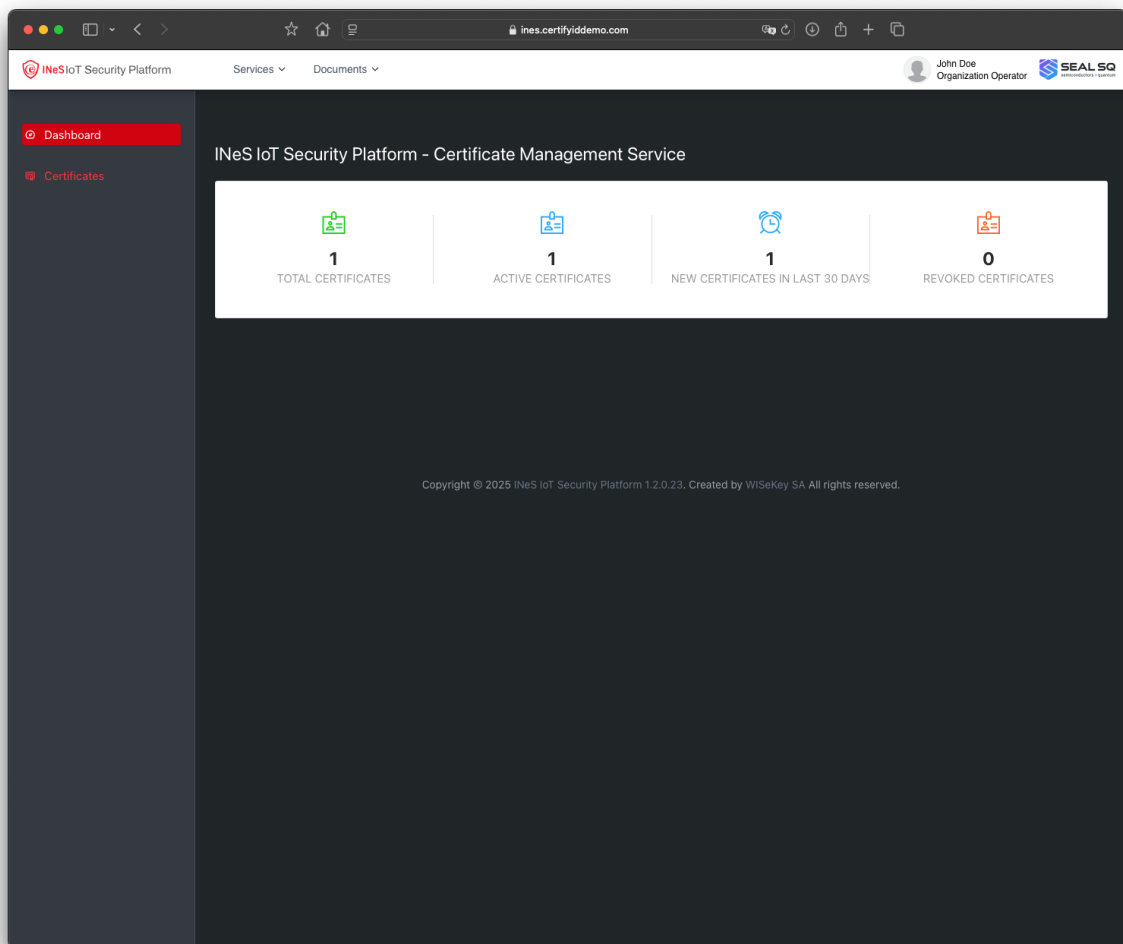 ines.certifyiddemo.com
INeS IoT Security Platform
Services
Documents
John Doe
Organization Operator
SEAL SQ
semiconductors + quantum
Dashboard
Certificates
INeS IoT Security Platform - Certificate Management Service
1
TOTAL CERTIFICATES
1
ACTIVE CERTIFICATES
1
NEW CERTIFICATES IN LAST 30 DAYS
0
REVOKED CERTIFICATES
Copyright © 2025 INeS IoT Security Platform 1.2.0.23. Created by WISeKey SA All rights reserved.